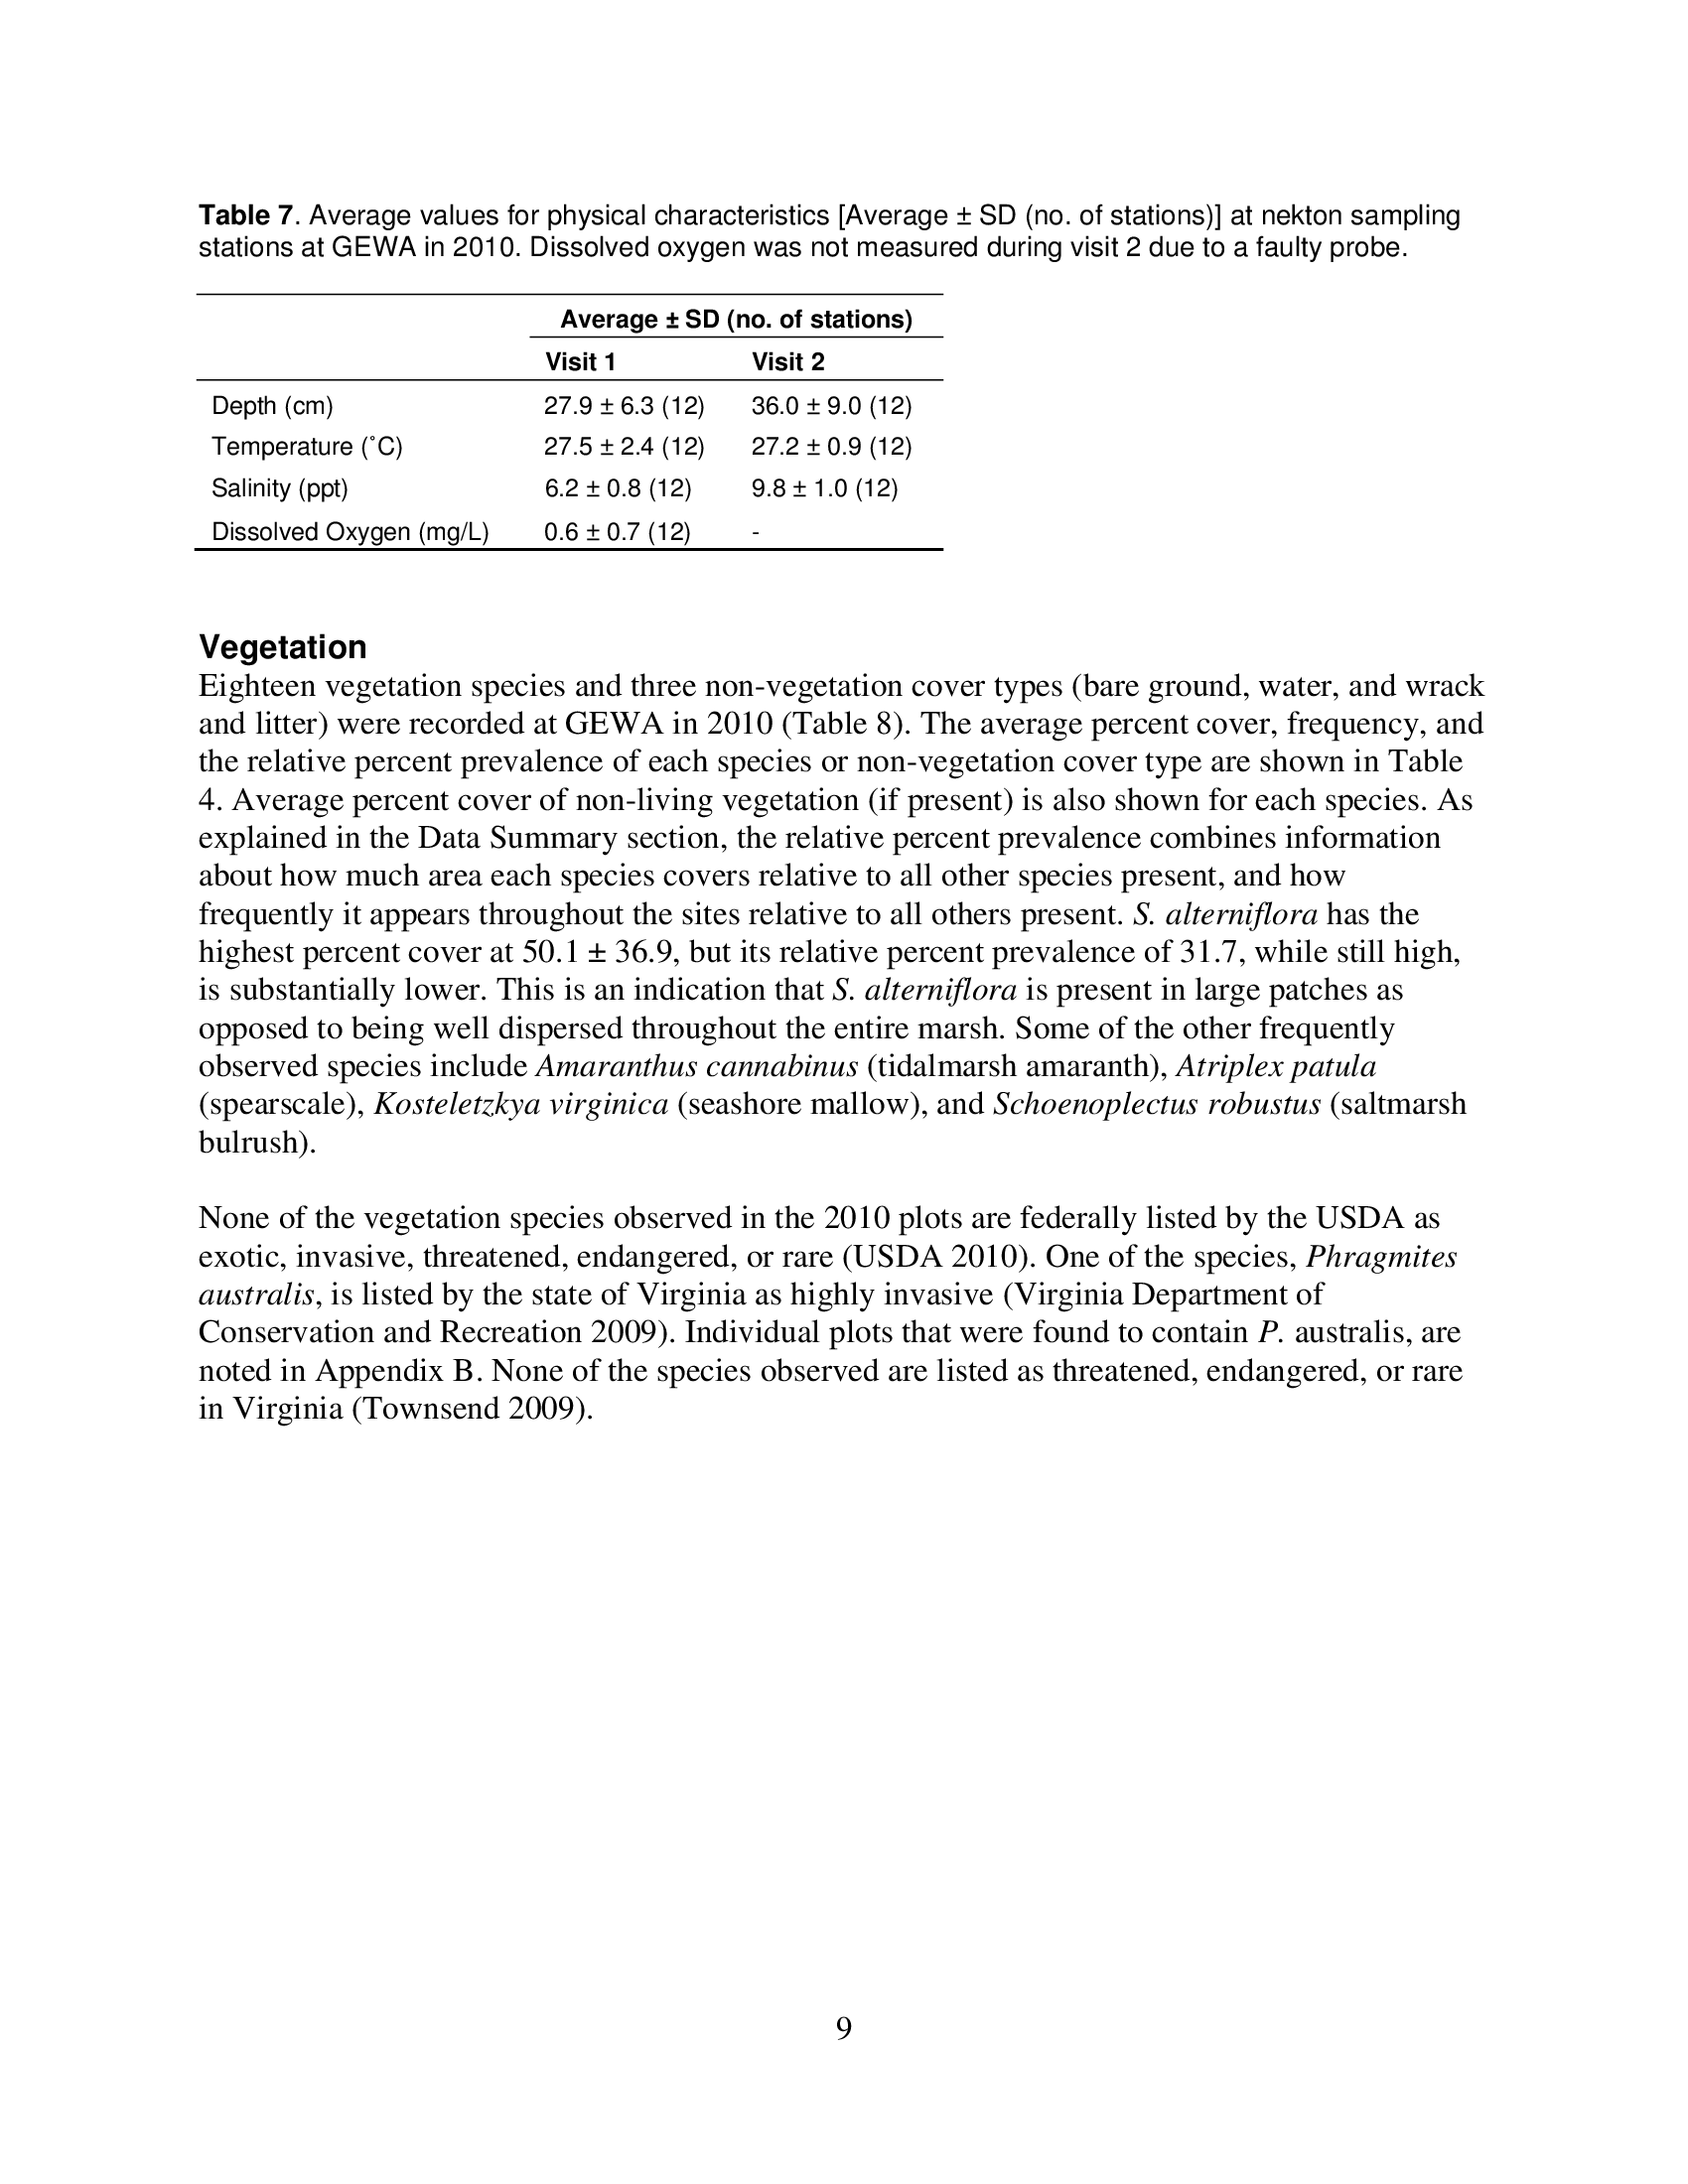 Table 7. Average values for physical characteristics [Average ± SD (no. of stations)] at nekton sampling
stations at GEWA in 2010. Dissolved oxygen was not measured during visit 2 due to a faulty probe.
Average ± SD (no. of stations)
Visit 1 Visit 2
Depth (cm) 27.9 ± 6.3 (12) 36.0 ± 9.0 (12)
Temperature (˚C) 27.5 ± 2.4 (12) 27.2 ± 0.9 (12)
Salinity (ppt) 6.2 ± 0.8 (12) 9.8 ± 1.0 (12)
Dissolved Oxygen (mg/L) 0.6 ± 0.7 (12) -
Vegetation
Eighteen vegetation species and three non-vegetation cover types (bare ground, water, and wrack
and litter) were recorded at GEWA in 2010 (Table 8). The average percent cover, frequency, and
the relative percent prevalence of each species or non-vegetation cover type are shown in Table
4. Average percent cover of non-living vegetation (if present) is also shown for each species. As
explained in the Data Summary section, the relative percent prevalence combines information
about how much area each species covers relative to all other species present, and how
frequently it appears throughout the sites relative to all others present. S. alterniflora has the
highest percent cover at 50.1 ± 36.9, but its relative percent prevalence of 31.7, while still high,
is substantially lower. This is an indication that S. alterniflora is present in large patches as
opposed to being well dispersed throughout the entire marsh. Some of the other frequently
observed species include Amaranthus cannabinus (tidalmarsh amaranth), Atriplex patula
(spearscale), Kosteletzkya virginica (seashore mallow), and Schoenoplectus robustus (saltmarsh
bulrush).
None of the vegetation species observed in the 2010 plots are federally listed by the USDA as
exotic, invasive, threatened, endangered, or rare (USDA 2010). One of the species, Phragmites
australis, is listed by the state of Virginia as highly invasive (Virginia Department of
Conservation and Recreation 2009). Individual plots that were found to contain P. australis, are
noted in Appendix B. None of the species observed are listed as threatened, endangered, or rare
in Virginia (Townsend 2009).
9